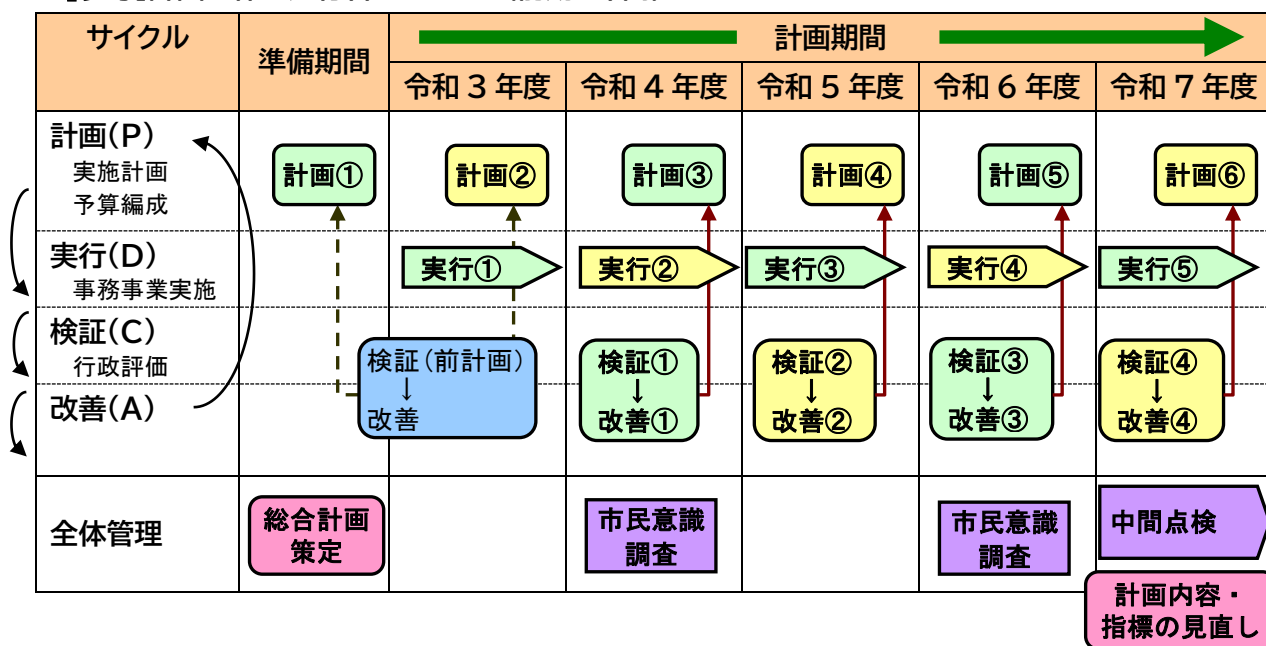 サイクル
準備期間
計画期間
令和３年度
令和４年度
令和５年度
令和６年度
令和７年度
計画(P)
実施計画
予算編成
計画①
計画②
計画③
計画④
計画⑤
計画⑥
実行(D)
事務事業実施
実行①
実行②
実行③
実行④
実行⑤
検証(C)
行政評価
改善(A)
検証(前計画)
↓
改善
検証①
↓
改善①
検証②
↓
改善②
検証③
↓
改善③
検証④
↓
改善④
全体管理
総合計画
策定
市民意識
調査
市民意識
調査
中間点検
計画内容・
指標の見直し